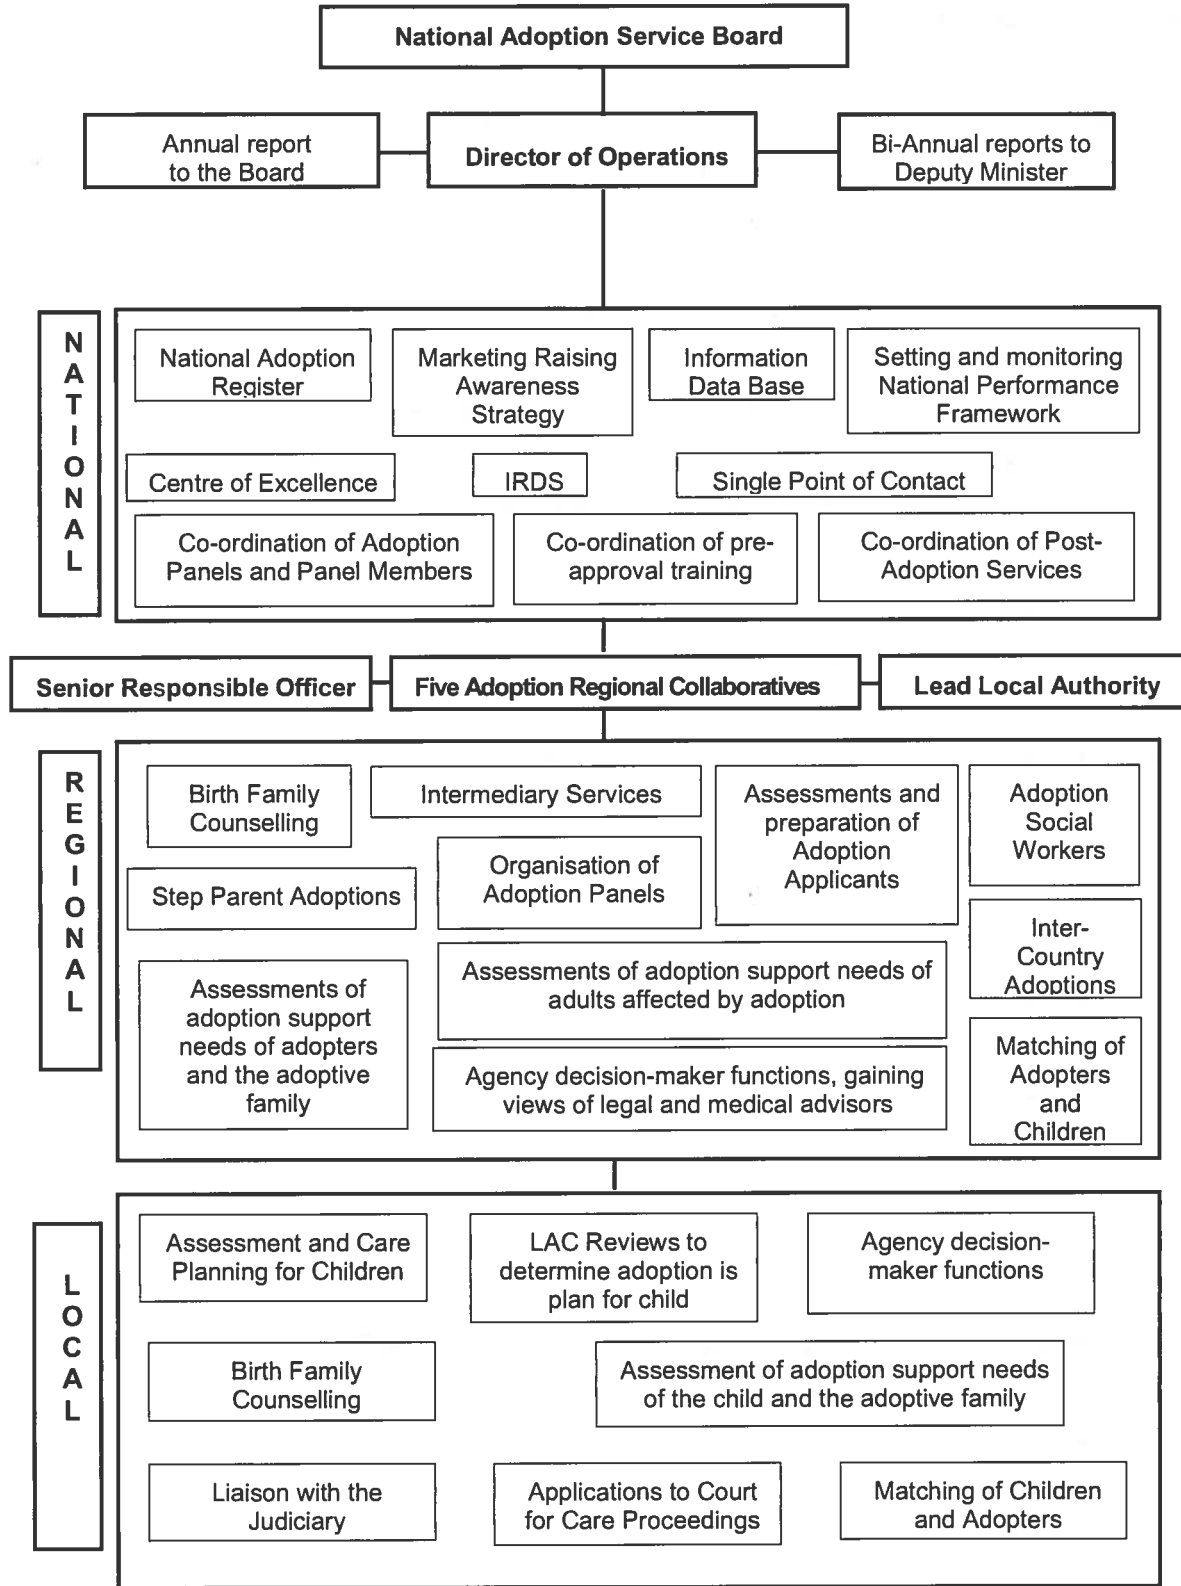 National Adoption Service Board
Annual report
to the Board
Director of Operations
Bi-Annual reports to
Deputy Minister
N
A
T
I
O
N
A
L
National Adoption
Register
Marketing Raising
Awareness
Strategy
Information
Data Base
Setting and monitoring
National Performance
Framework
Centre of Excellence
IRDS
Single Point of Contact
Co-ordination of Adoption
Panels and Panel Members
Co-ordination of pre-
approval training
Co-ordination of Post-
Adoption Services
Senior Responsible Officer
Five Adoption Regional Collaboratives
Lead Local Authority
R
E
G
I
O
N
A
L
Birth Family
Counselling
Intermediary Services
Assessments and
preparation of
Adoption
Applicants
Adoption
Social
Workers
Step Parent Adoptions
Organisation of
Adoption Panels
Inter-
Country
Adoptions
Assessments of
adoption support
needs of adopters
and the adoptive
family
Assessments of adoption support needs of
adults affected by adoption
Agency decision-maker functions, gaining
views of legal and medical advisors
Matching of
Adopters
and
Children
L
O
C
A
L
Assessment and Care
Planning for Children
LAC Reviews to
determine adoption is
plan for child
Agency decision-
maker functions
Birth Family
Counselling
Assessment of adoption support needs
of the child and the adoptive family
Liaison with the
Judiciary
Applications to Court
for Care Proceedings
Matching of Children
and Adopters